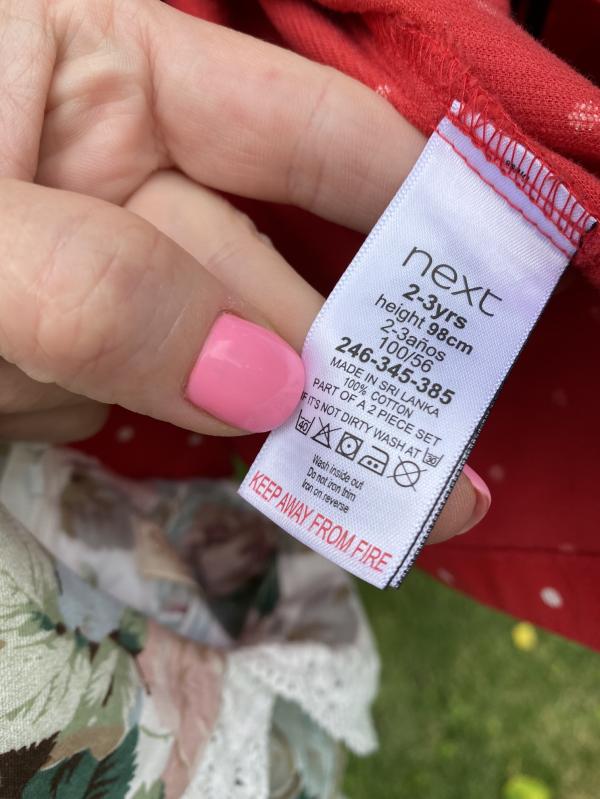 next
2-3yrs
height 98cm
2-3años
100/56
246-345-385
MADE IN SRI LANKA
100% COTTON
PART OF A 2 PIECE SET
IF IT'S NOT DIRTY WASH AT 30°
40
Wash inside out
Do not iron trim
Iron on reverse
KEEP AWAY FROM FIRE